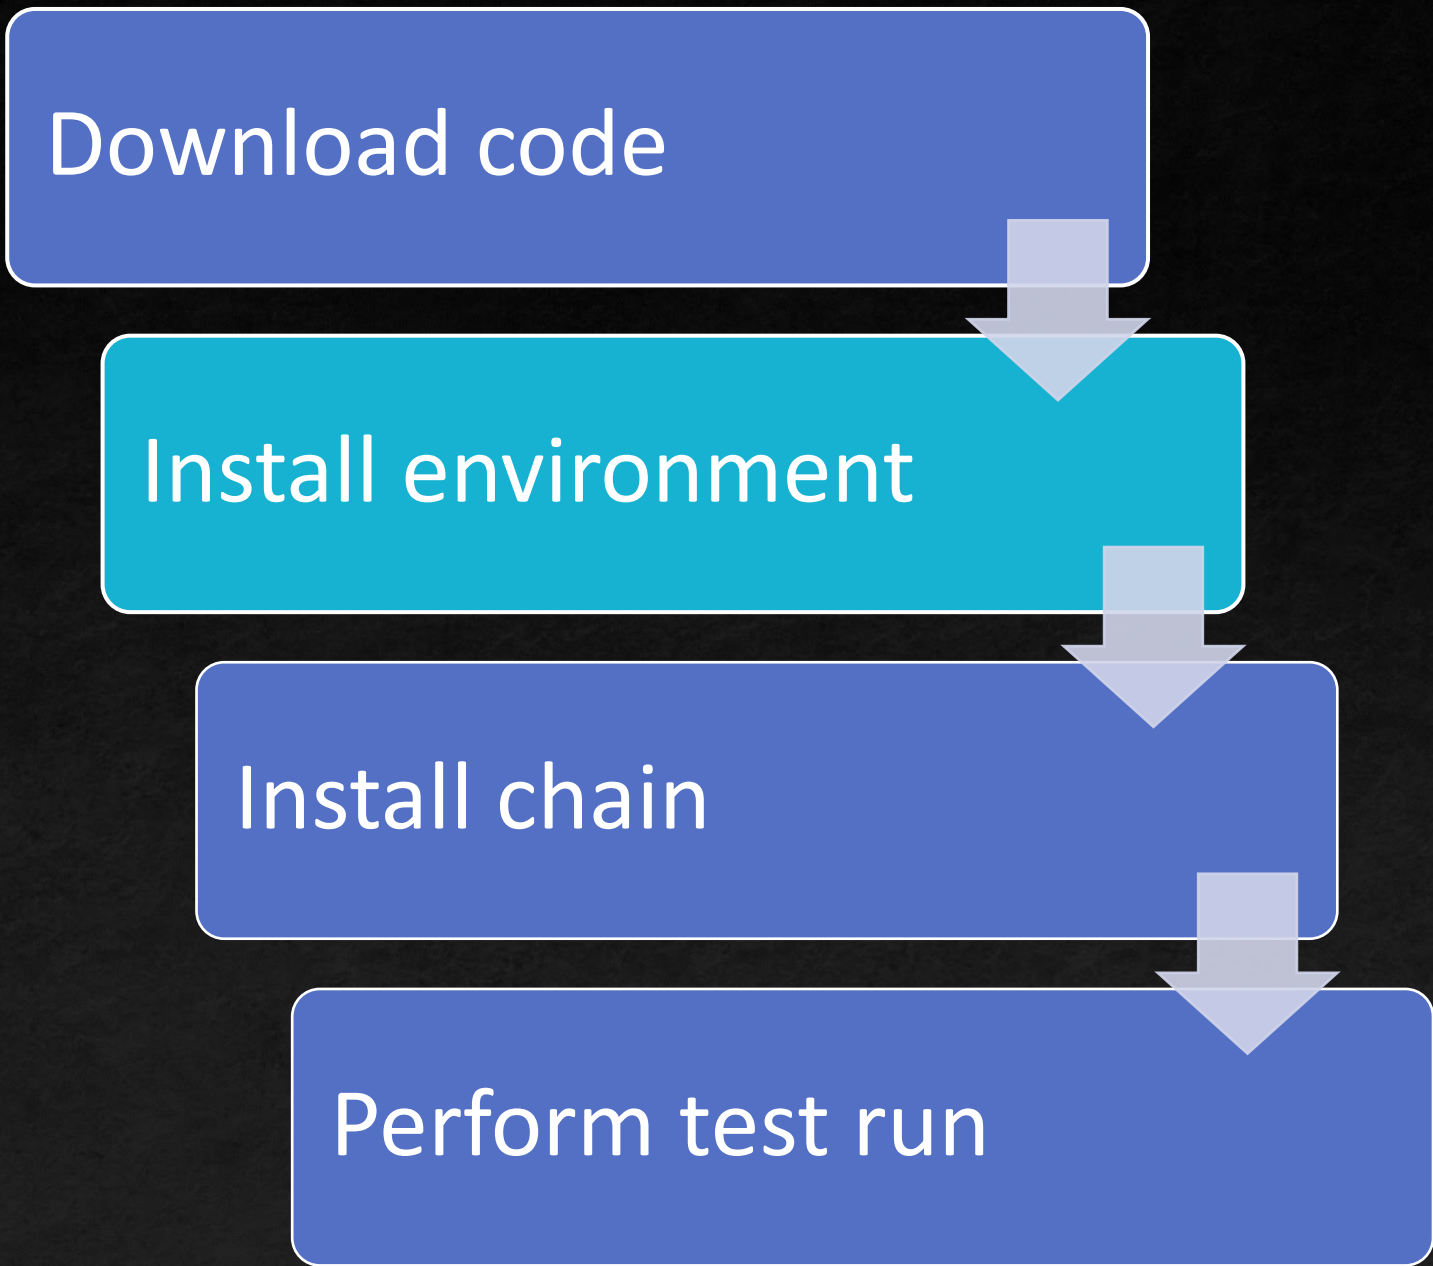 Download code
Install environment
Install chain
Perform test run